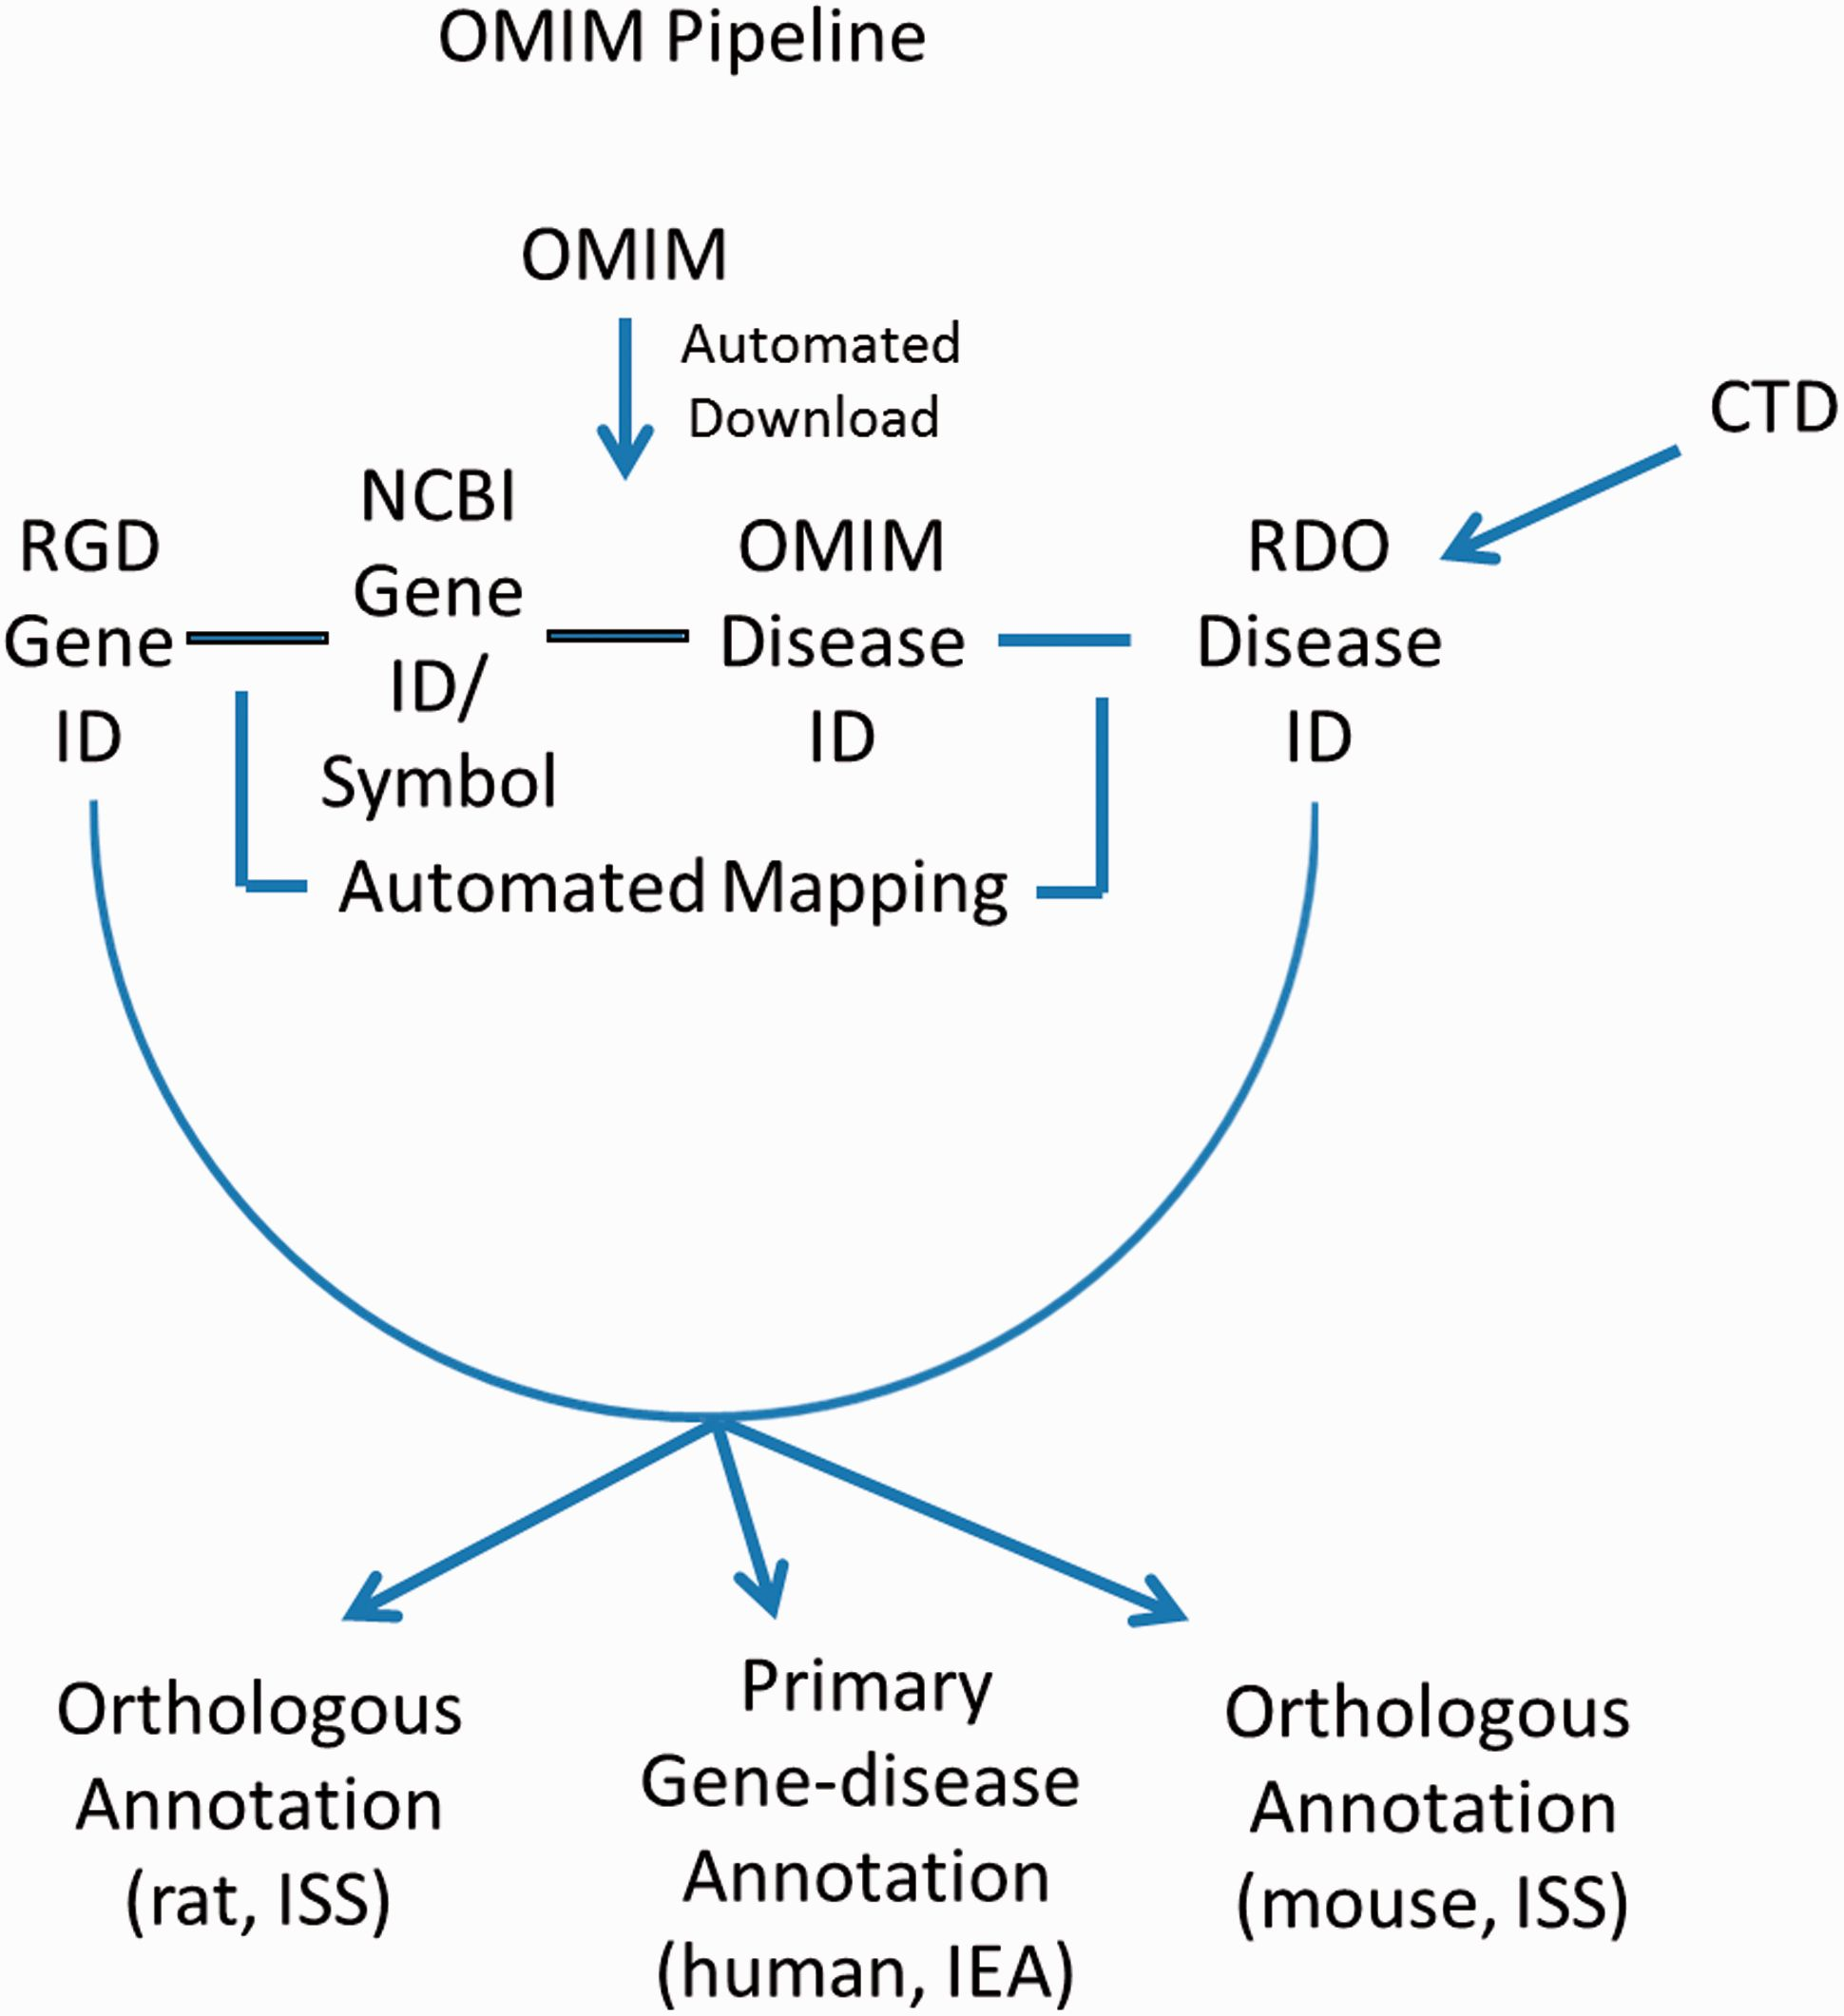 OMIM Pipeline
OMIM
Automated
Download
CTD
RGD
Gene
ID
NCBI
Gene
ID/
Symbol
OMIM
Disease
ID
RDO
Disease
ID
Automated Mapping
Orthologous
Annotation
(rat, ISS)
Primary
Gene-disease
Annotation
(human, IEA)
Orthologous
Annotation
(mouse, ISS)